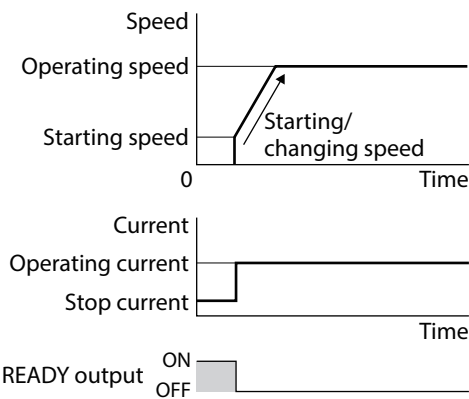 Speed
Operating speed
Starting speed
Starting/
changing speed
0
Time
Current
Operating current
Stop current
Time
READY output
ON
OFF